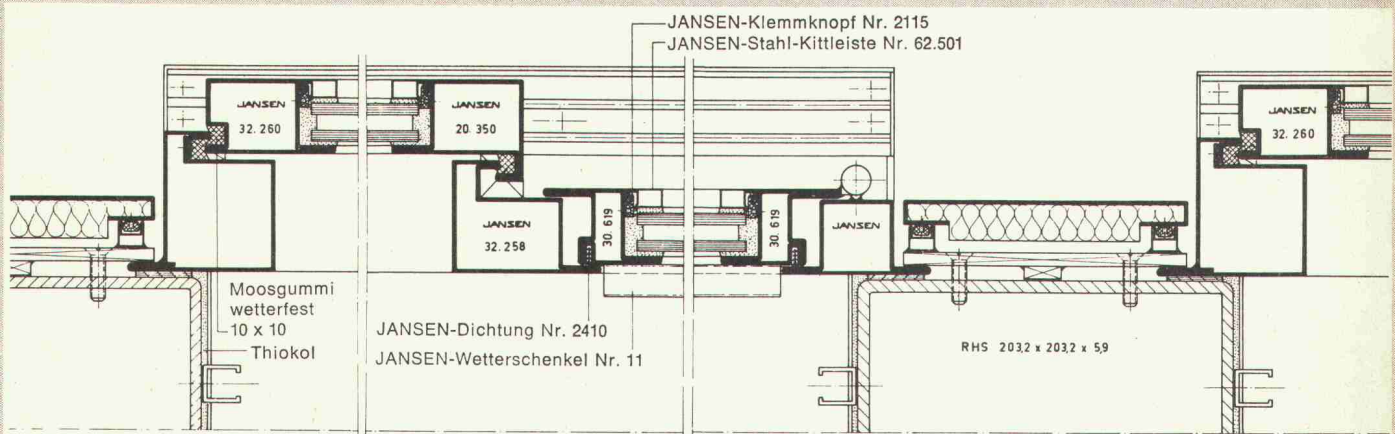 JANSEN-Klemmknopf Nr. 2115
JANSEN-Stahl-Kittleiste Nr. 62.501
JANSEN
32.260
JANSEN
20.350
JANSEN
32.260
JANSEN
32.258
30.619
30.619
JANSEN
Moosgummi
wetterfest
10 x 10
Thiokol
JANSEN-Dichtung Nr. 2410
JANSEN-Wetterschenkel Nr. 11
RHS 203,2 x 203,2 x 5,9